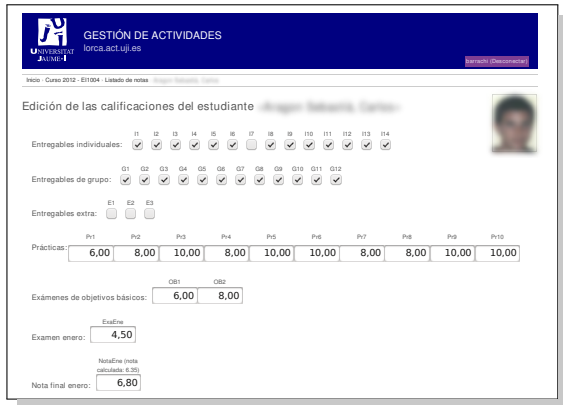 UNIVERSITAT
JAUME·I
GESTIÓN DE ACTIVIDADES
lorca.act.uji.es
barrachi (Desconectar)
Inicio · Curso 2012 · EI1004 · Listado de notas ·
Edición de las calificaciones del estudiante
I1 I2 I3 I4 I5 I6 I7 I8 I9 I10 I11 I12 I13 I14
Entregables individuales:
G1 G2 G3 G4 G5 G6 G7 G8 G9 G10 G11 G12
Entregables de grupo:
E1 E2 E3
Entregables extra:
Pr1 Pr2 Pr3 Pr4 Pr5 Pr6 Pr7 Pr8 Pr9 Pr10
Prácticas: 6,00 8,00 10,00 8,00 10,00 10,00 8,00 8,00 10,00 10,00
OB1 OB2
Exámenes de objetivos básicos: 6,00 8,00
ExaEne
Examen enero: 4,50
NotaEne (nota
calculada: 6.35)
Nota final enero: 6,80